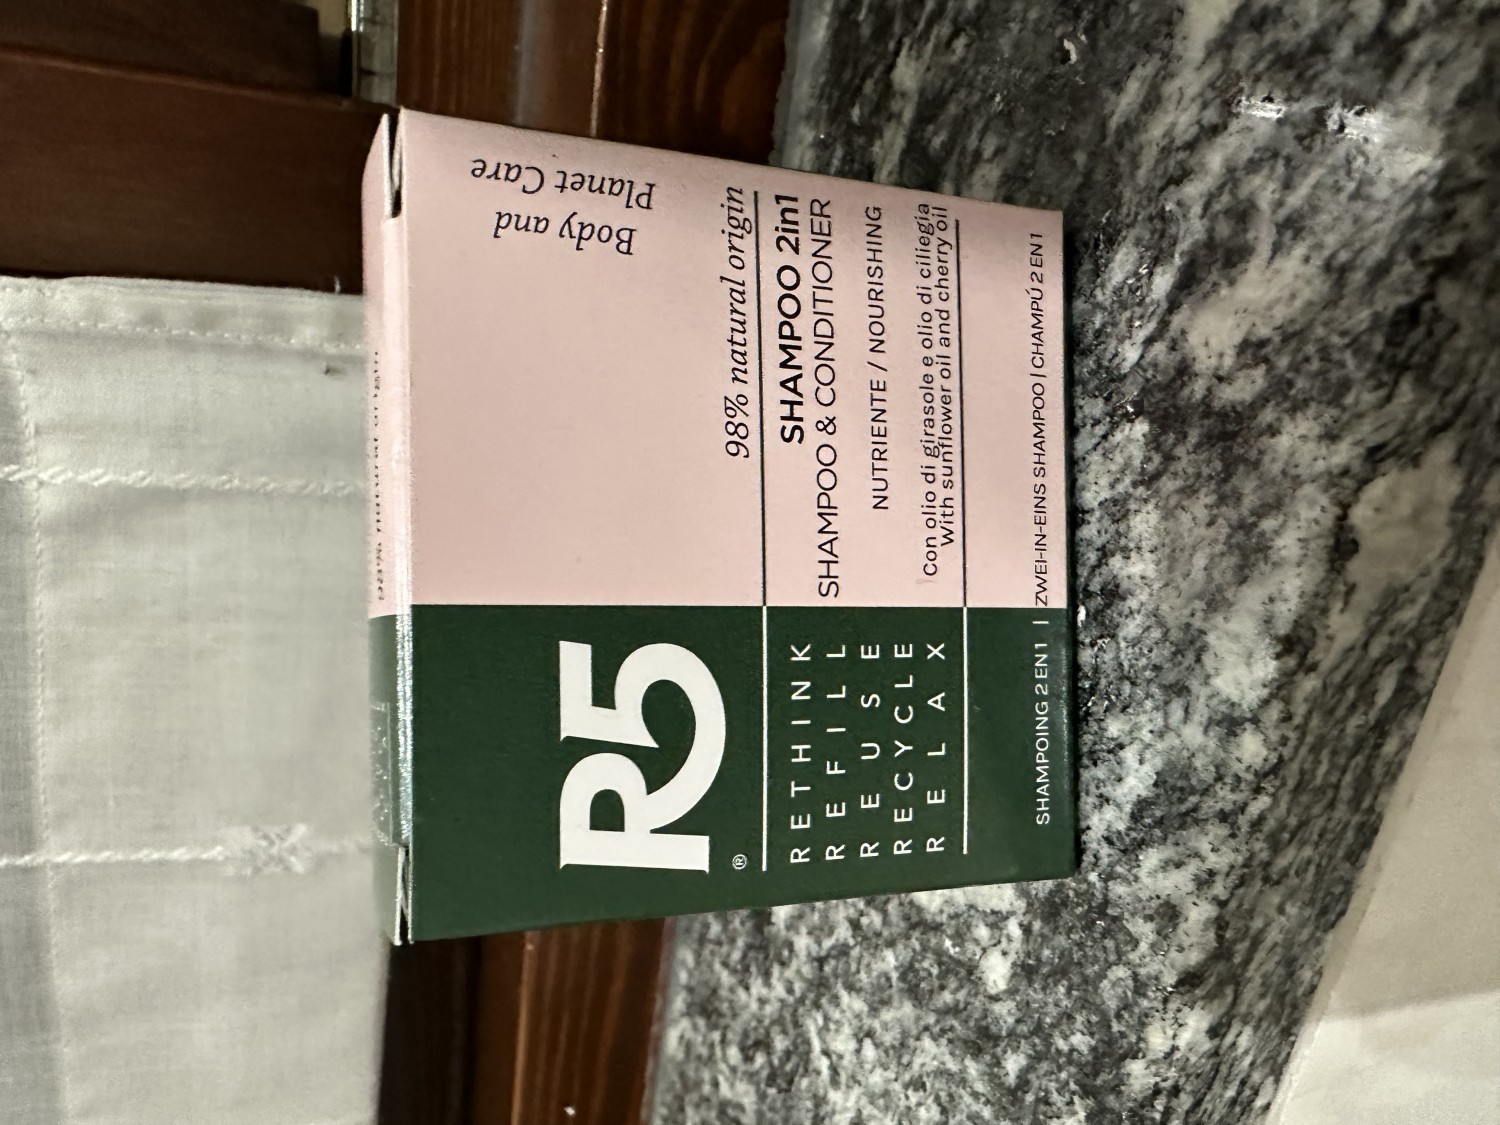 R5®
RETHINK
REFILL
REUSE
RECYCLE
RELAX
Body and
Planet Care
98% natural origin
SHAMPOO 2in1
SHAMPOO & CONDITIONER
NUTRIENTE / NOURISHING
Con olio di girasole e olio di ciliegia
With sunflower oil and cherry oil
SHAMPOING 2 EN 1 | ZWEI-IN-EINS SHAMPOO | CHAMPÚ 2 EN 1